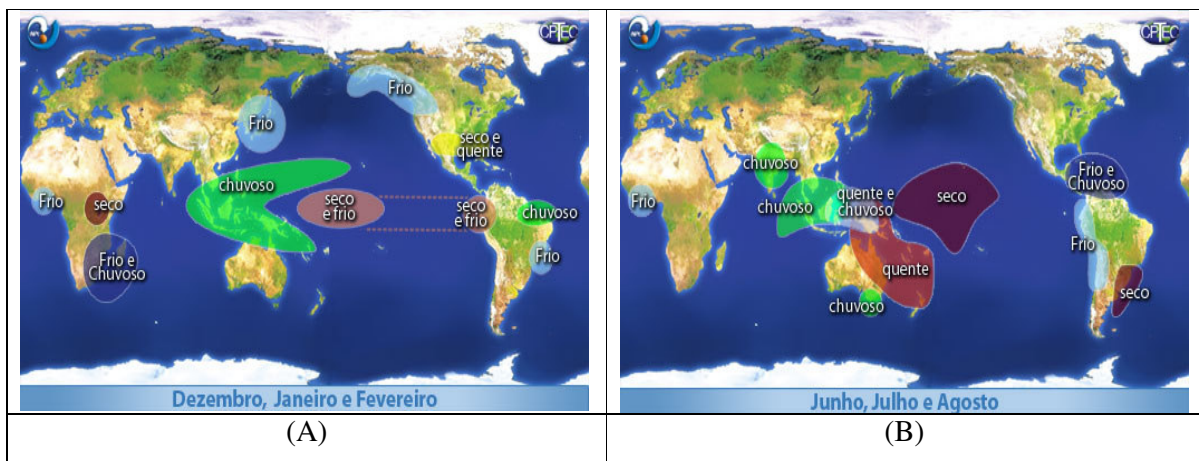 CPTEC
Frio
Frio
seco e
quente
chuvoso
Frio
seco
seco
e frio
seco
e frio
chuvoso
Frio e
Chuvoso
Frio
Dezembro, Janeiro e Fevereiro
(A)
CPTEC
chuvoso
Frio
chuvoso
quente e
chuvoso
seco
Frio e
Chuvoso
Frio
quente
chuvoso
seco
Junho, Julho e Agosto
(B)